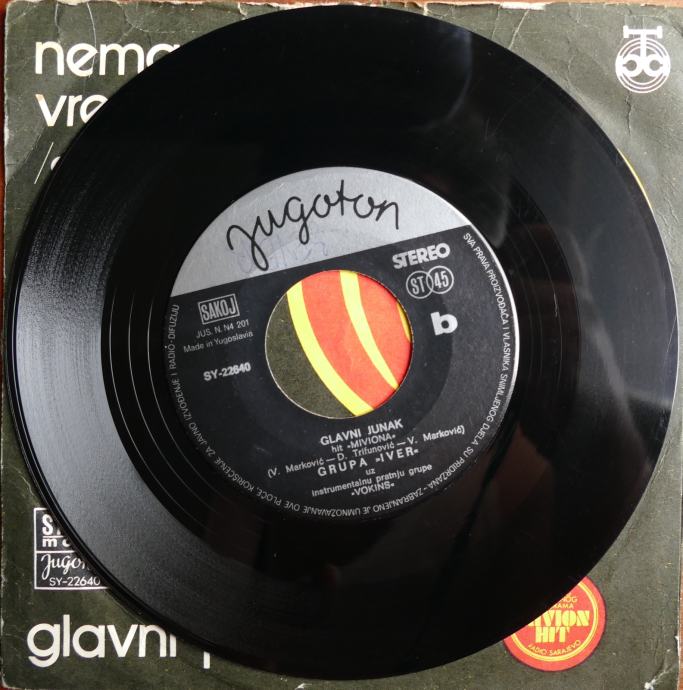 nema
vre
Jugoton
STEREO
ST 45
SAKOJ
JUS. N. N4 201
Made in Yugoslavia
b
SY-22640
GLAVNI JUNAK
hit »MIVIONA«
(V. Marković — D. Trifunović — V. Marković)
GRUPA »IVER«
uz
instrumentalnu pratnju grupe
»VOKINS«
SVA PRAVA PROIZVOĐAČA I VLASNIKA SNIMLJENOG DJELA SU PRIDRŽANA - ZABRANJENO JE UMNOŽAVANJE OVE PLOČE, KORIŠĆENJE ZA JAVNO IZVOĐENJE I RADIO-DIFUZIJU
Jugoton
SY-22640
glavni
HIT
RADIO SARAJEVO